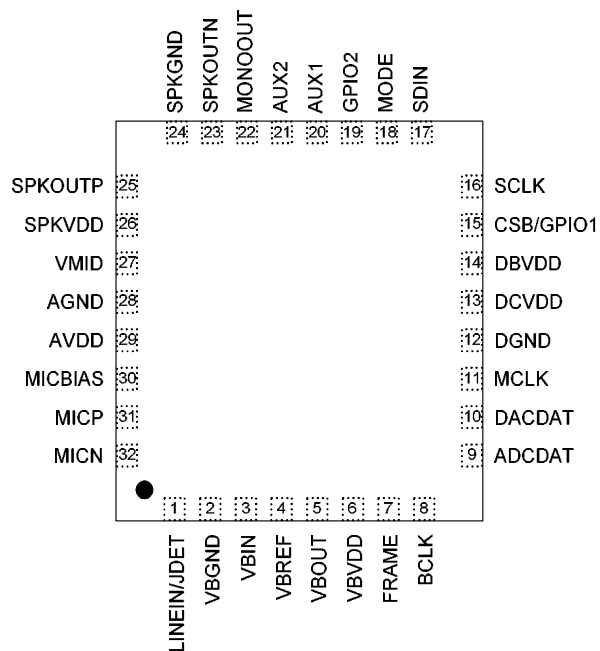 SPKGND
SPKOUTN
MONOOUT
AUX2
AUX1
GPIO2
MODE
SDIN
24 23 22 21 20 19 18 17
SPKOUTP 25 16 SCLK
SPKVDD 26 15 CSB/GPIO1
VMID 27 14 DBVDD
AGND 28 13 DCVDD
AVDD 29 12 DGND
MICBIAS 30 11 MCLK
MICP 31 10 DACDAT
MICN 32 9 ADCDAT
1 2 3 4 5 6 7 8
LINEIN/JDET
VBGND
VBIN
VBREF
VBOUT
VBVDD
FRAME
BCLK